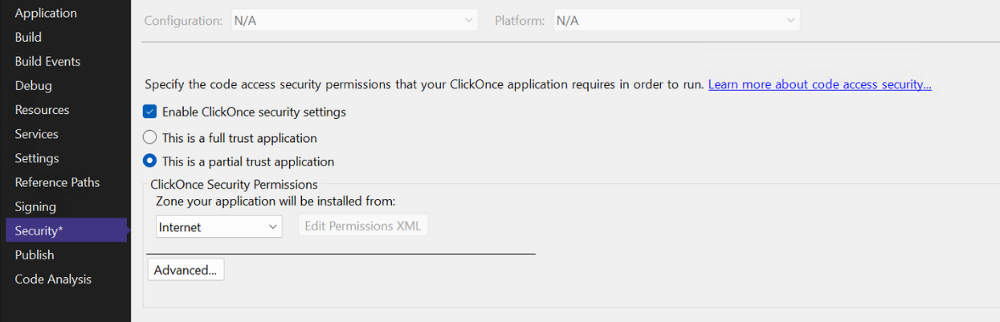 Application
Build
Build Events
Debug
Resources
Services
Settings
Reference Paths
Signing
Security*
Publish
Code Analysis
Configuration: N/A Platform: N/A
Specify the code access security permissions that your ClickOnce application requires in order to run. Learn more about code access security...
Enable ClickOnce security settings
This is a full trust application
This is a partial trust application
ClickOnce Security Permissions
Zone your application will be installed from:
Internet Edit Permissions XML
Advanced...